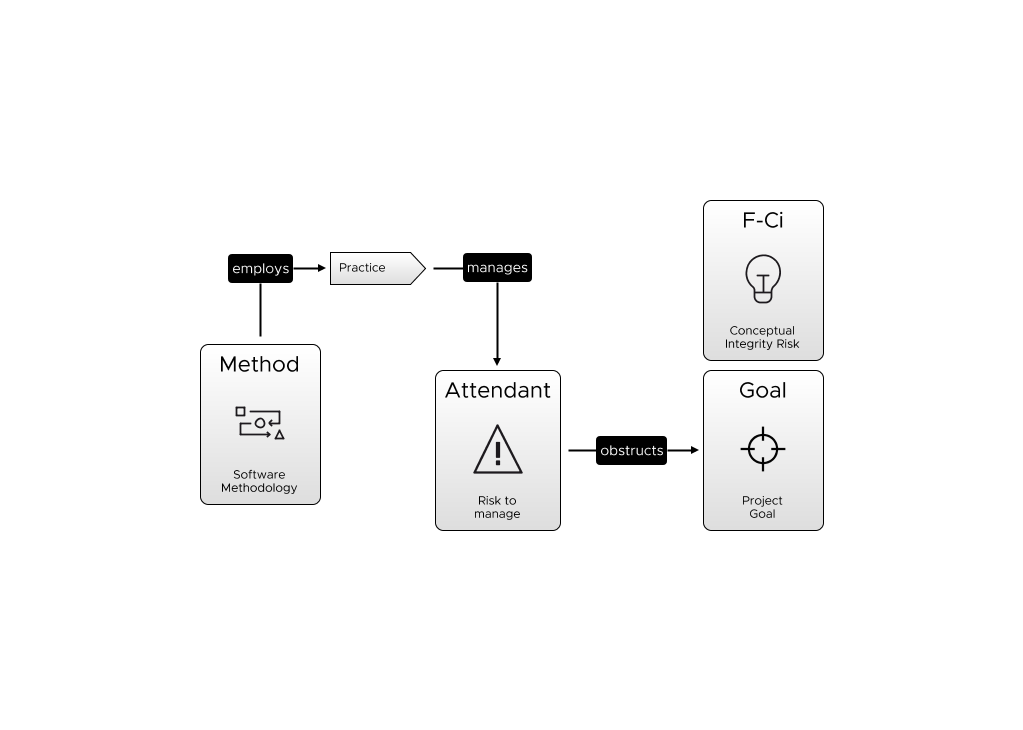 F-Ci
Conceptual
Integrity Risk
employs
Practice
manages
Method
Software
Methodology
Attendant
Risk to
manage
obstructs
Goal
Project
Goal